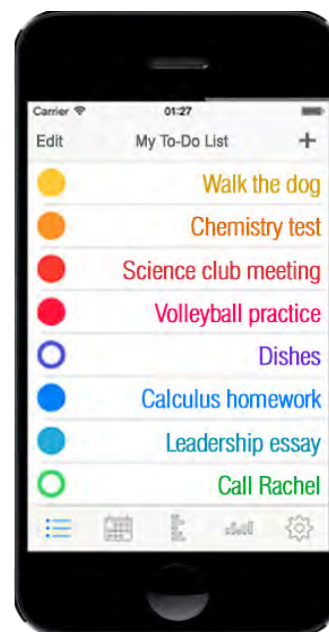 Carrier 01:27
Edit My To-Do List +
Walk the dog
Chemistry test
Science club meeting
Volleyball practice
Dishes
Calculus homework
Leadership essay
Call Rachel